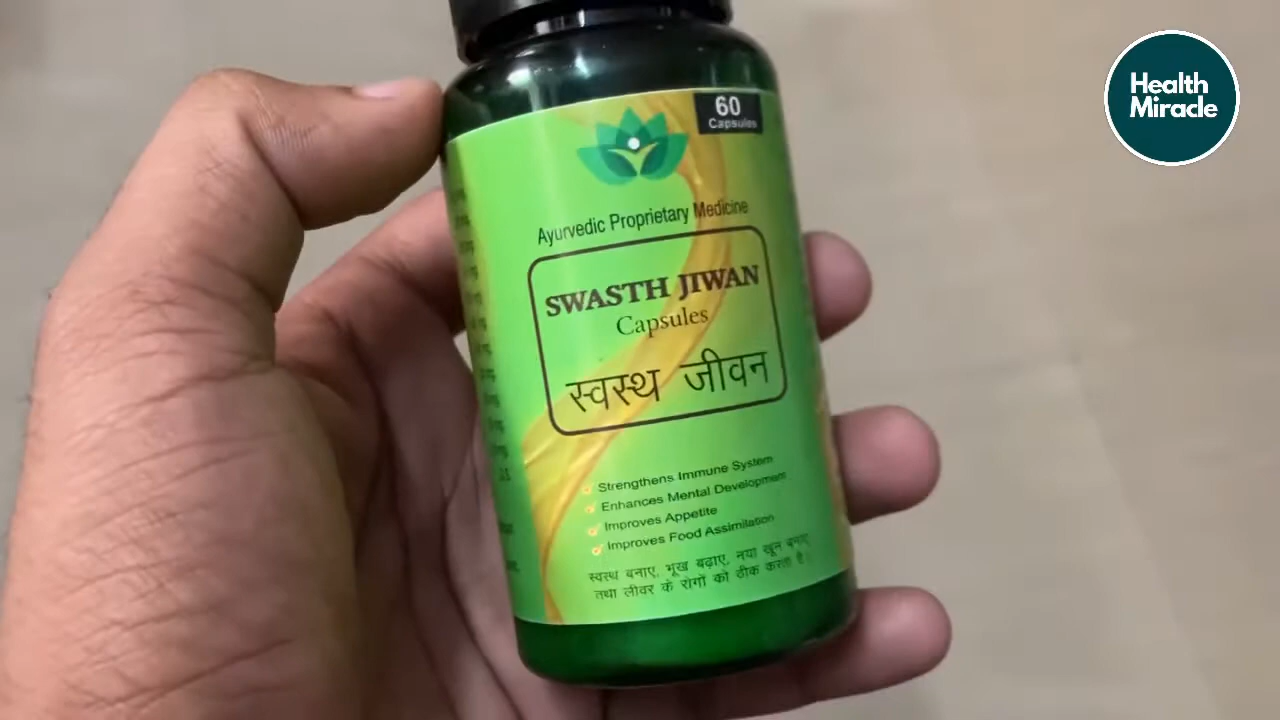 Health
Miracle
60
Capsules
Ayurvedic Proprietary Medicine
SWASTH JIWAN
Capsules
स्वस्थ जीवन
Strengthens Immune System
Enhances Mental Development
Improves Appetite
Improves Food Assimilation
स्वस्थ बनाए, भूख बढ़ाए, नया खून बनाए,
तथा लीवर के रोगों को ठीक करता है।